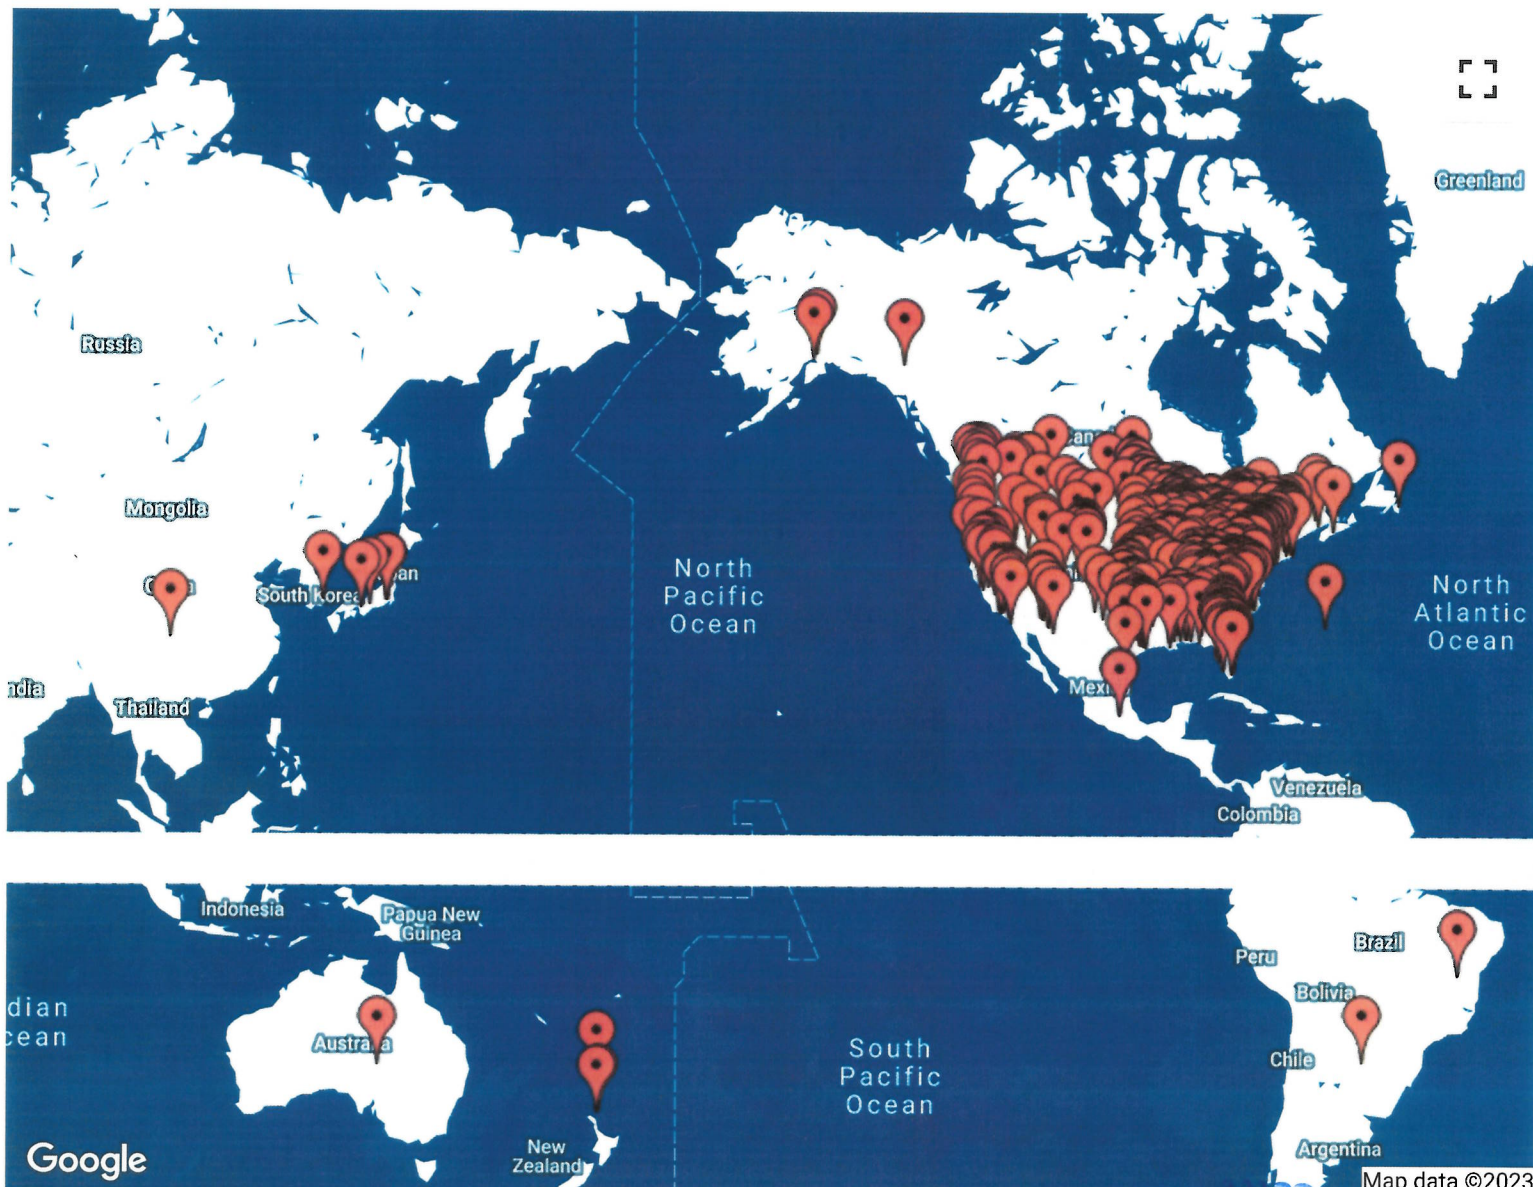 Greenland
Russia
Mongolia
South Korea
Thailand
North
Pacific
Ocean
North
Atlantic
Ocean
Venezuela
Colombia
Indonesia
Papua New
Guinea
Peru
Brazil
Bolivia
Australia
South
Pacific
Ocean
Chile
New
Zealand
Argentina
Google
Map data ©2023